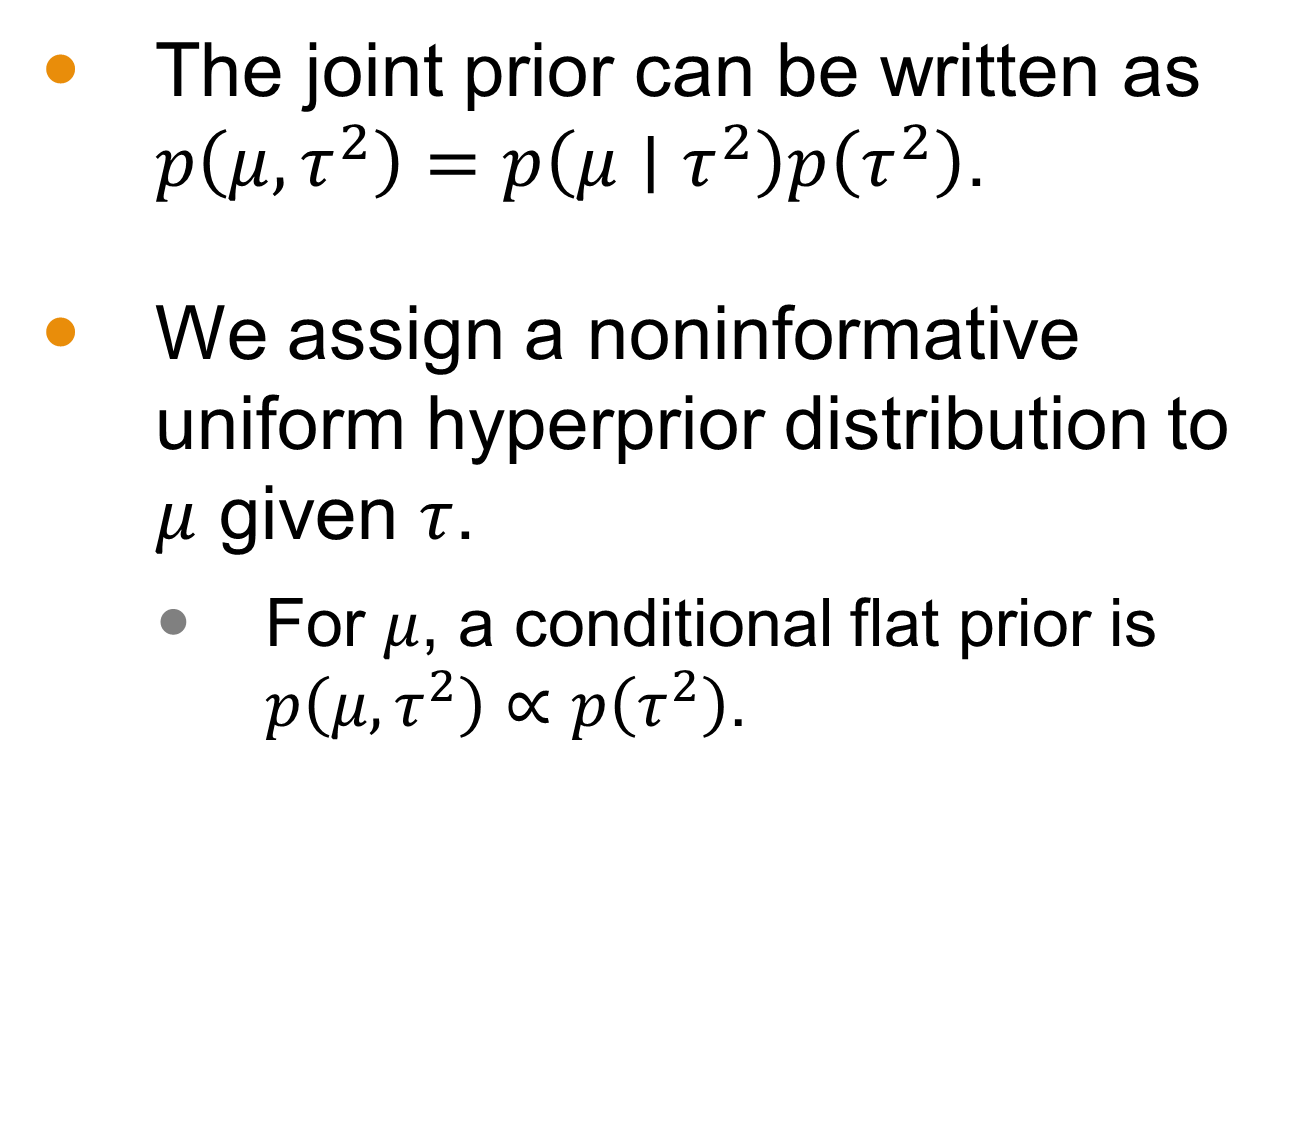 • The joint prior can be written as
𝑝(𝜇, 𝜏²) = 𝑝(𝜇 ∣ 𝜏²)𝑝(𝜏²).
• We assign a noninformative
uniform hyperprior distribution to
𝜇 given 𝜏.
• For 𝜇, a conditional flat prior is
𝑝(𝜇, 𝜏²) ∝ 𝑝(𝜏²).